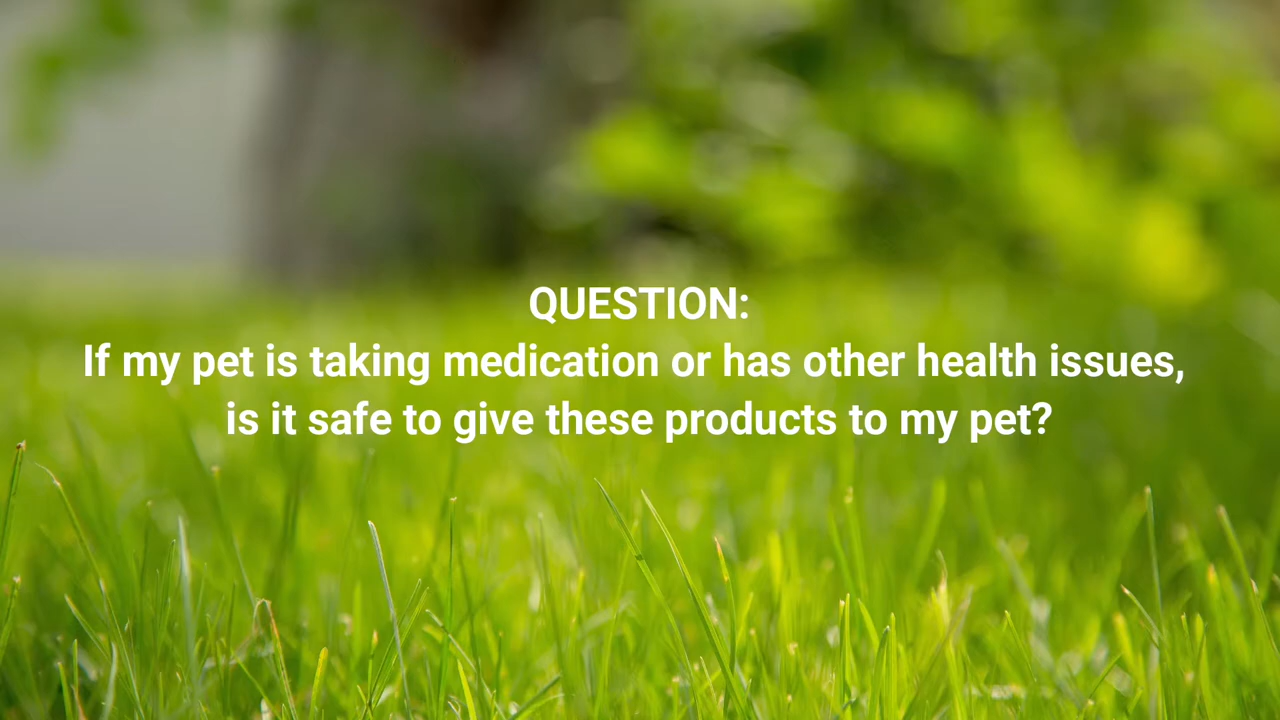 QUESTION:
If my pet is taking medication or has other health issues,
is it safe to give these products to my pet?